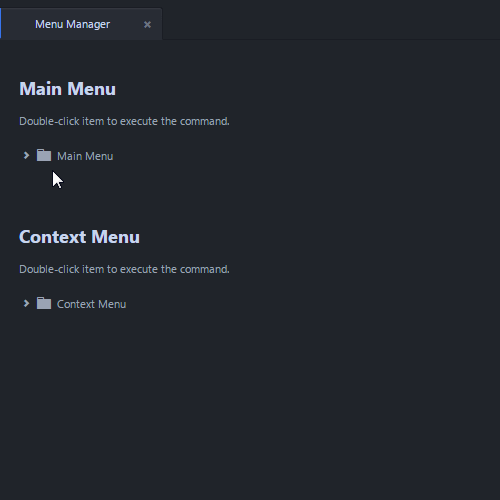 Menu Manager
Main Menu
Double-click item to execute the command.
Main Menu
Context Menu
Double-click item to execute the command.
Context Menu